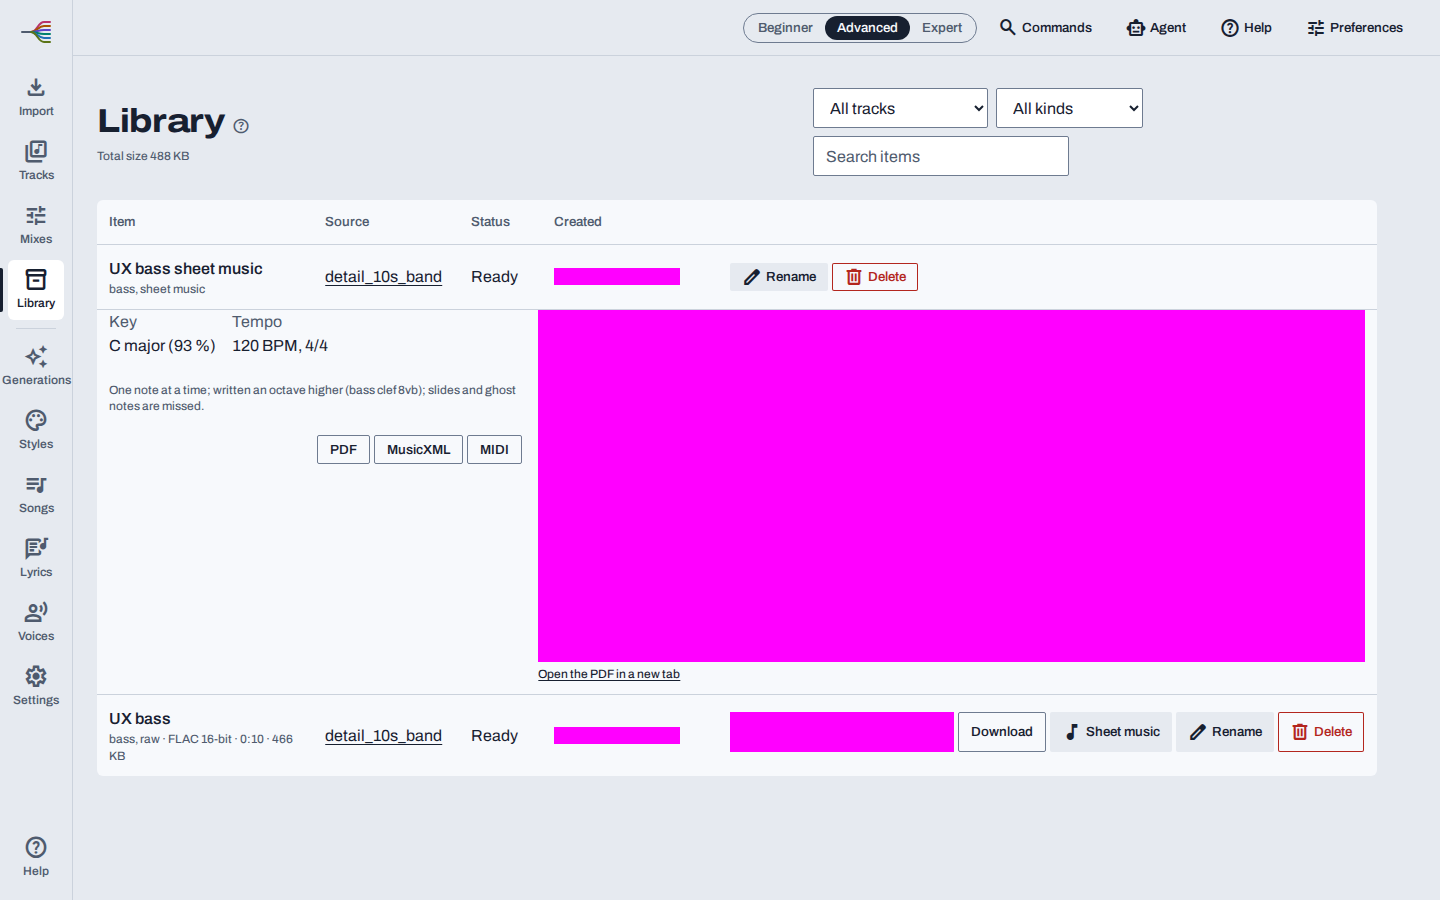 Beginner Advanced Expert Commands Agent Help Preferences
Import
Tracks
Mixes
Library
Generations
Styles
Songs
Lyrics
Voices
Settings
Help
Library
Total size 488 KB
All tracks All kinds
Search items
Item Source Status Created
UX bass sheet music
bass, sheet music
detail_10s_band Ready Rename Delete
Key Tempo
C major (93 %) 120 BPM, 4/4
One note at a time; written an octave higher (bass clef 8vb); slides and ghost
notes are missed.
PDF MusicXML MIDI
Open the PDF in a new tab
UX bass
bass, raw · FLAC 16-bit · 0:10 · 466
KB
detail_10s_band Ready Download Sheet music Rename Delete